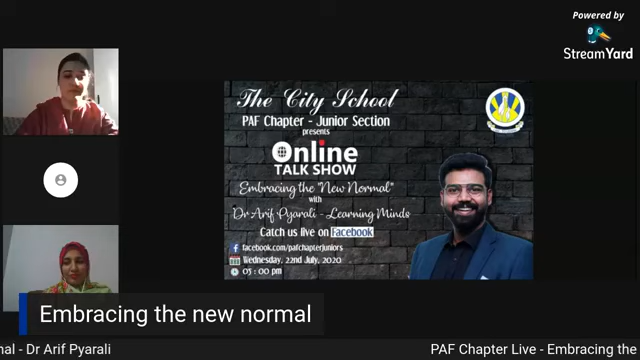 Powered by
StreamYard
The City School
PAF Chapter - Junior Section
presents
Online
TALK SHOW
Embracing the "New Normal"
with
Dr Arif Pyarali - Learning Minds
Catch us live on Facebook
facebook.com/pafchapterjuniors
Wednesday, 22nd July, 2020
03 : 00 pm
Embracing the new normal
nal - Dr Arif Pyarali
PAF Chapter Live - Embracing the